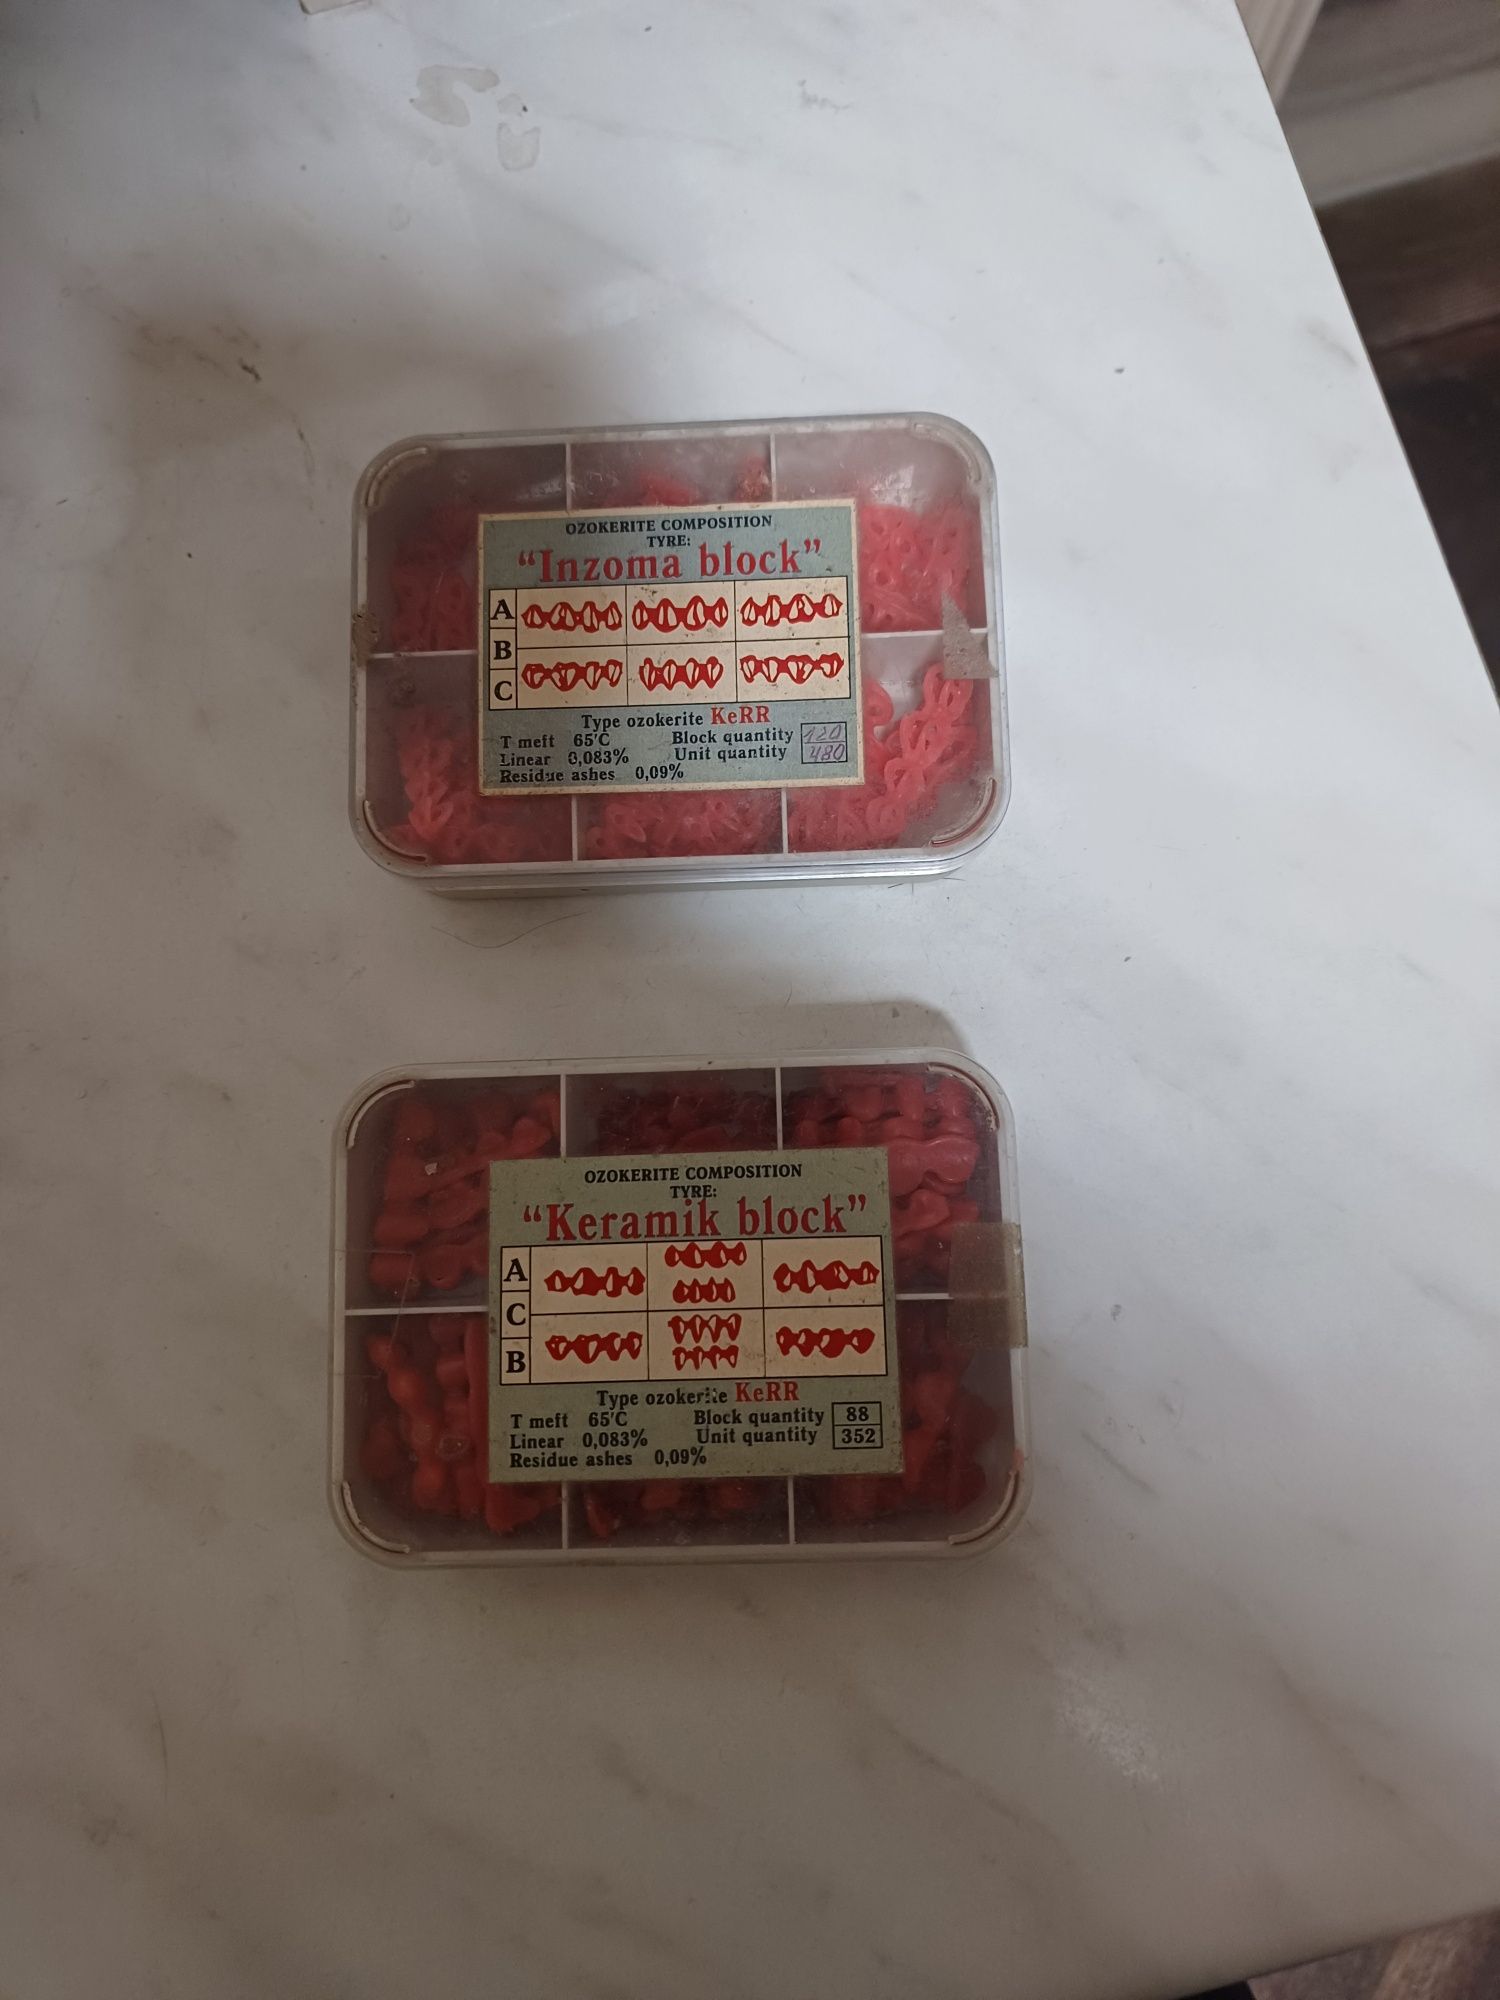 OZOKERITE COMPOSITION
TYRE:
“Inzoma block”
A
B
C
Type ozokerite KeRR
T meft 65'C Block quantity 120
Linear 0,083% Unit quantity 480
Residue ashes 0,09%
OZOKERITE COMPOSITION
TYRE:
“Keramik block”
A
C
B
Type ozokerite KeRR
T meft 65'C Block quantity 88
Linear 0,083% Unit quantity 352
Residue ashes 0,09%